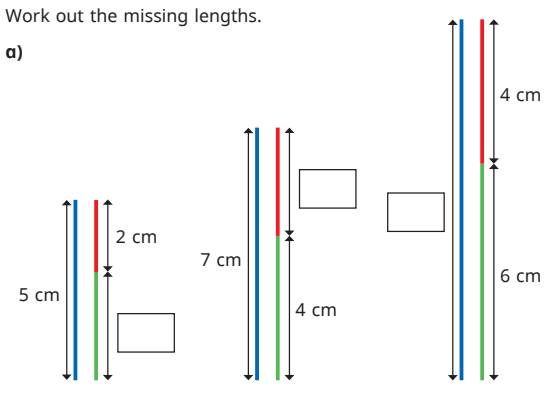 Work out the missing lengths.
a)
5 cm
2 cm
7 cm
4 cm
4 cm
6 cm